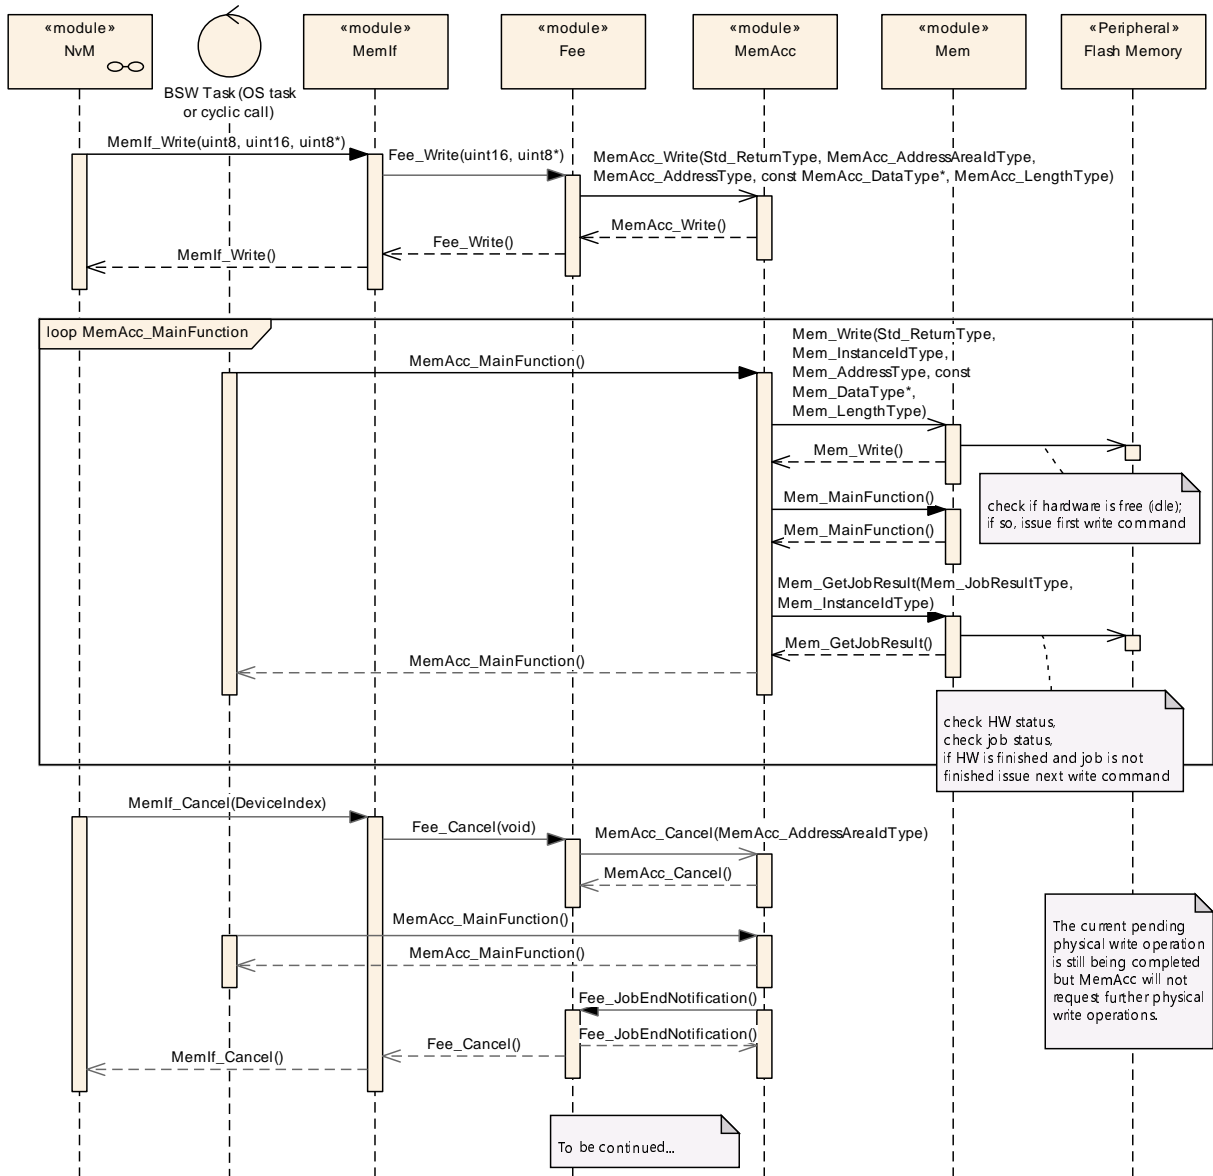 «module»
NvM
BSW Task (OS task
or cyclic call)
«module»
MemIf
«module»
Fee
«module»
MemAcc
«module»
Mem
«Peripheral»
Flash Memory
MemIf_Write(uint8, uint16, uint8*)
Fee_Write(uint16, uint8*)
MemAcc_Write(Std_ReturnType, MemAcc_AddressAreaIdType,
MemAcc_AddressType, const MemAcc_DataType*, MemAcc_LengthType)
MemAcc_Write()
Fee_Write()
MemIf_Write()
loop MemAcc_MainFunction
Mem_Write(Std_ReturnType,
Mem_InstanceIdType,
Mem_AddressType, const
Mem_DataType*,
Mem_LengthType)
MemAcc_MainFunction()
Mem_Write()
check if hardware is free (idle);
if so, issue first write command
Mem_MainFunction()
Mem_MainFunction()
Mem_GetJobResult(Mem_JobResultType,
Mem_InstanceIdType)
Mem_GetJobResult()
MemAcc_MainFunction()
check HW status,
check job status,
if HW is finished and job is not
finished issue next write command
MemIf_Cancel(DeviceIndex)
Fee_Cancel(void)
MemAcc_Cancel(MemAcc_AddressAreaIdType)
MemAcc_Cancel()
MemAcc_MainFunction()
MemAcc_MainFunction()
The current pending
physical write operation
is still being completed
but MemAcc will not
request further physical
write operations.
Fee_JobEndNotification()
Fee_JobEndNotification()
Fee_Cancel()
MemIf_Cancel()
To be continued...